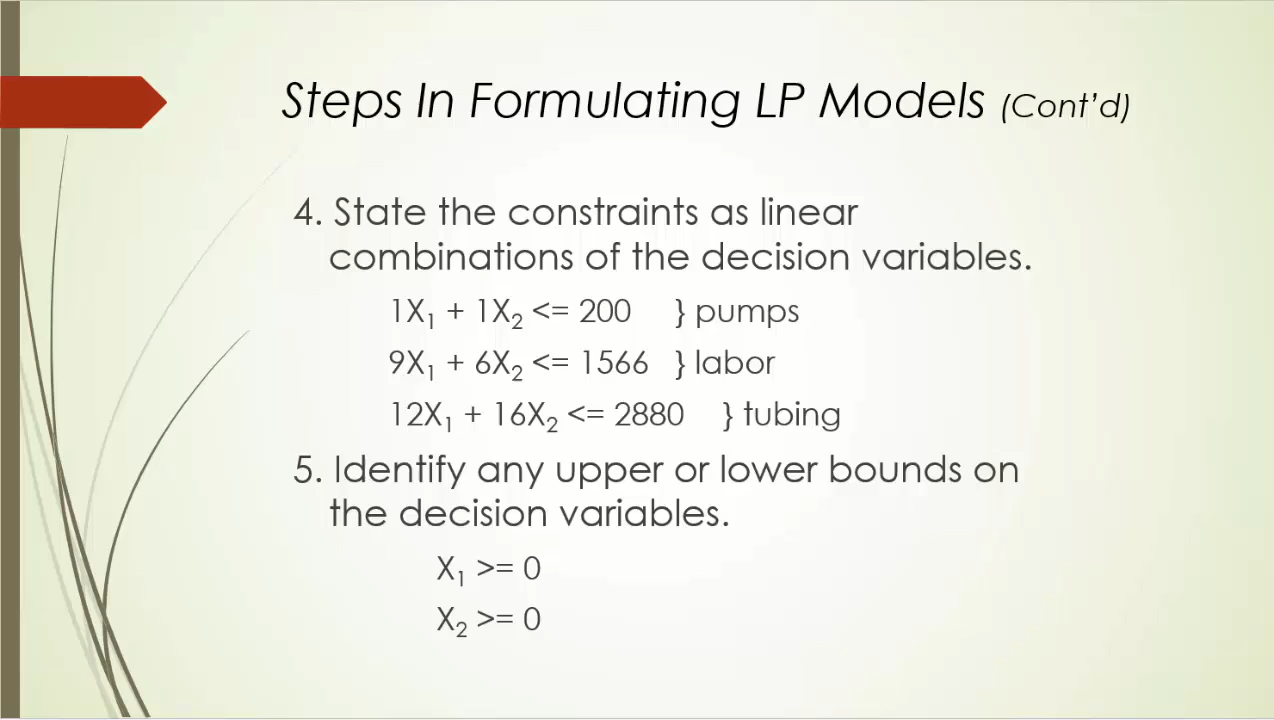 Steps In Formulating LP Models (Cont’d)
4. State the constraints as linear
combinations of the decision variables.
1X₁ + 1X₂ <= 200 } pumps
9X₁ + 6X₂ <= 1566 } labor
12X₁ + 16X₂ <= 2880 } tubing
5. Identify any upper or lower bounds on
the decision variables.
X₁ >= 0
X₂ >= 0